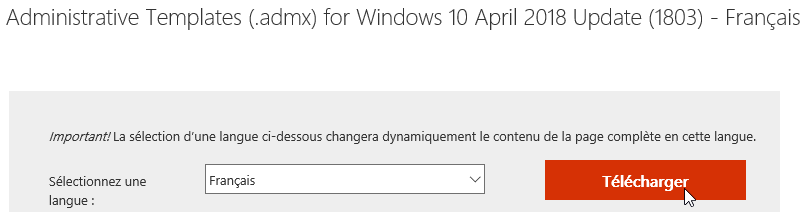 Administrative Templates (.admx) for Windows 10 April 2018 Update (1803) - Français
Important! La sélection d'une langue ci-dessous changera dynamiquement le contenu de la page complète en cette langue.
Sélectionnez une
langue :
Français
Télécharger